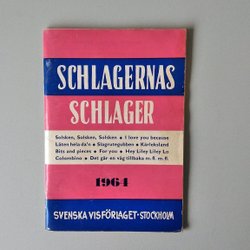 SCHLAGERNAS
SCHLAGER
Solsken, Solsken, Solsken • I love you because
Låten hela da'n • Slagrutegubben • Kärleksland
Bits and pieces • For you • Hey Liley Liley Lo
Colombino • Det går en väg tillbaka m. fl. m. fl.
1964
SVENSKA VISFÖRLAGET • STOCKHOLM